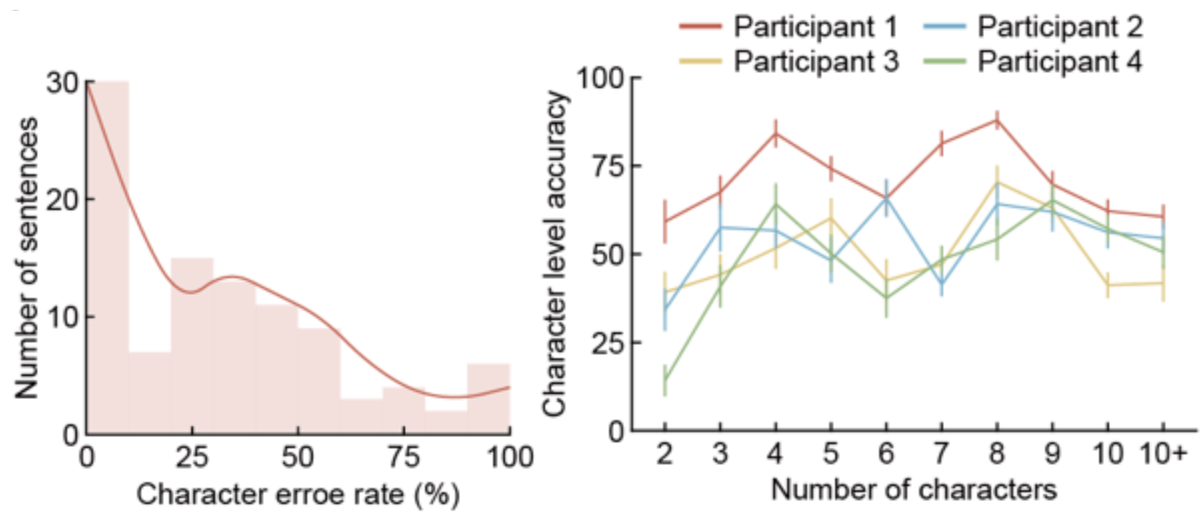 Number of sentences
30
20
10
0
0 25 50 75 100
Character erroe rate (%)
Participant 1 Participant 2
Participant 3 Participant 4
Character level accuracy
100
75
50
25
0
2 3 4 5 6 7 8 9 10 10+
Number of characters